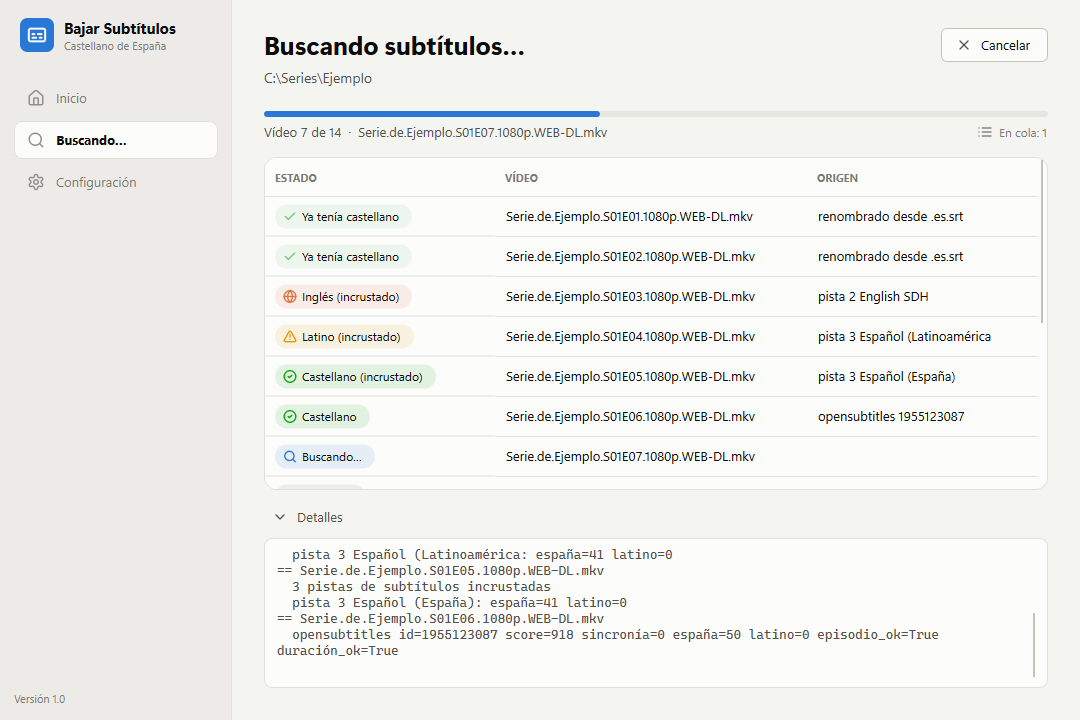 Bajar Subtítulos
Castellano de España
Inicio
Buscando...
Configuración
Versión 1.0
Buscando subtítulos...
Cancelar
C:\Series\Ejemplo
Vídeo 7 de 14 · Serie.de.Ejemplo.S01E07.1080p.WEB-DL.mkv
En cola: 1
ESTADO VÍDEO ORIGEN
Ya tenía castellano Serie.de.Ejemplo.S01E01.1080p.WEB-DL.mkv renombrado desde .es.srt
Ya tenía castellano Serie.de.Ejemplo.S01E02.1080p.WEB-DL.mkv renombrado desde .es.srt
Inglés (incrustado) Serie.de.Ejemplo.S01E03.1080p.WEB-DL.mkv pista 2 English SDH
Latino (incrustado) Serie.de.Ejemplo.S01E04.1080p.WEB-DL.mkv pista 3 Español (Latinoamérica
Castellano (incrustado) Serie.de.Ejemplo.S01E05.1080p.WEB-DL.mkv pista 3 Español (España)
Castellano Serie.de.Ejemplo.S01E06.1080p.WEB-DL.mkv opensubtitles 1955123087
Buscando... Serie.de.Ejemplo.S01E07.1080p.WEB-DL.mkv
Detalles
pista 3 Español (Latinoamérica: españa=41 latino=0
== Serie.de.Ejemplo.S01E05.1080p.WEB-DL.mkv
3 pistas de subtítulos incrustadas
pista 3 Español (España): españa=41 latino=0
== Serie.de.Ejemplo.S01E06.1080p.WEB-DL.mkv
opensubtitles id=1955123087 score=918 sincronía=0 españa=50 latino=0 episodio_ok=True
duración_ok=True